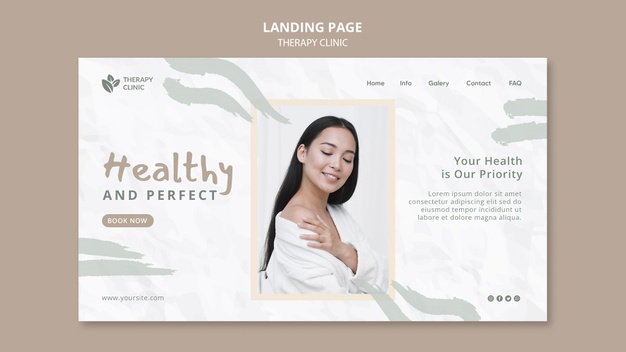 LANDING PAGE
THERAPY CLINIC
THERAPY
CLINIC
Home Info Galery Contact FAQ
Healthy
AND PERFECT
BOOK NOW
Your Health
is Our Priority
Lorem ipsum dolor sit amet
consectetur adipiscing elit sed do
eiusmod tempor incididunt ut
labore et dolore magna aliqua.
www.yoursite.com